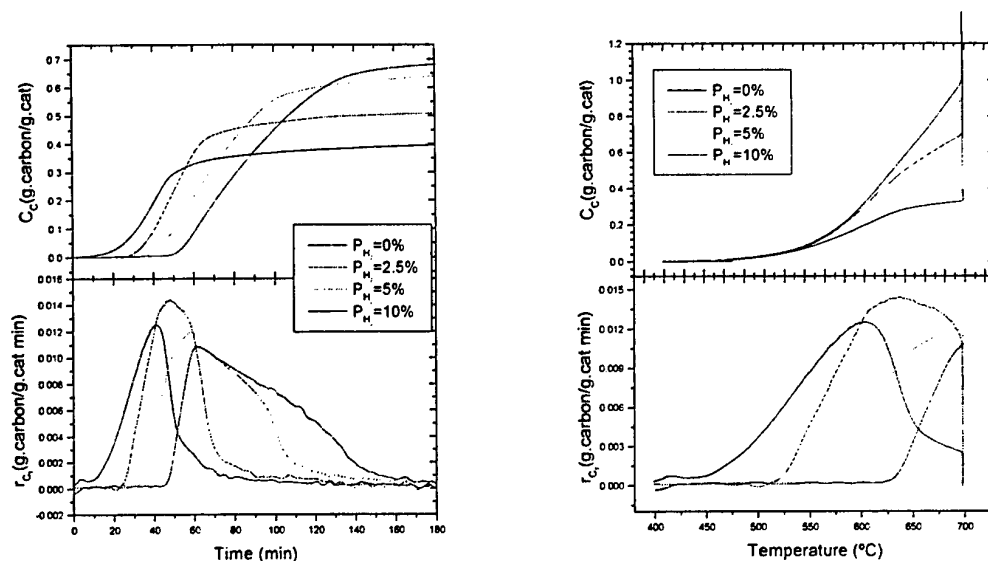 C_C(g.carbon/g.cat)
0.7
0.6
0.5
0.4
0.3
0.2
0.1
0.0
P_H=0%
P_H=2.5%
P_H=5%
P_H=10%
r_C,(g.carbon/g.cat min)
0.016
0.014
0.012
0.010
0.008
0.006
0.004
0.002
0.000
-0.002
0 20 40 60 80 100 120 140 160 180
Time (min)
C_C(g.carbon/g.cat)
1.2
1.0
0.8
0.6
0.4
0.2
0.0
P_H=0%
P_H=2.5%
P_H=5%
P_H=10%
r_C,(g.carbon/g.cat min)
0.015
0.012
0.009
0.006
0.003
0.000
400 450 500 550 600 650 700
Temperature (ºC)